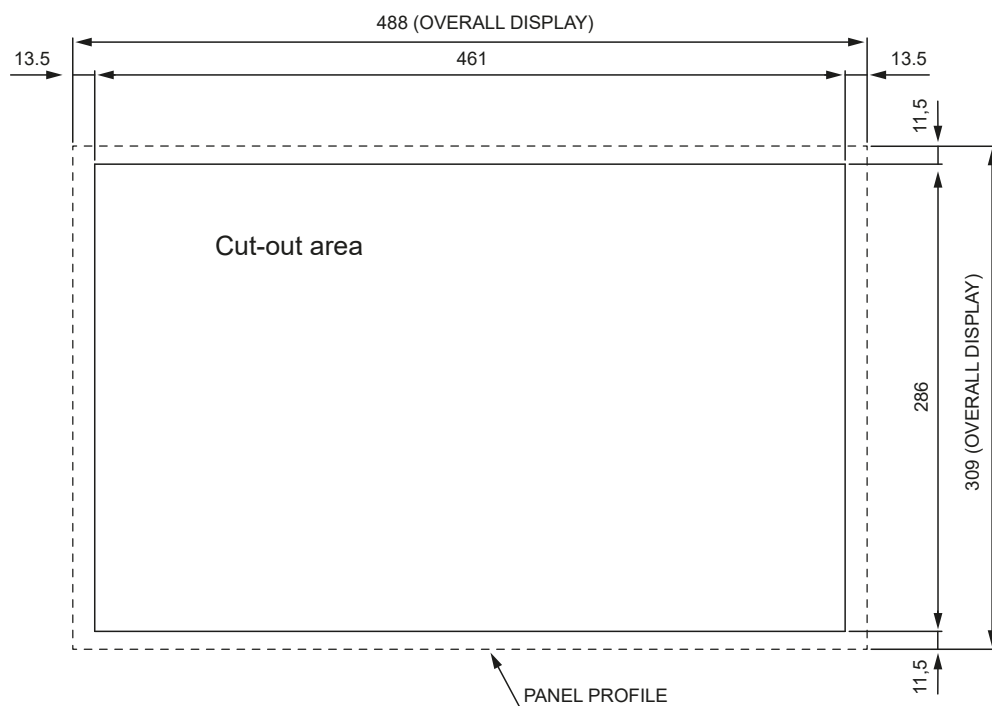 488 (OVERALL DISPLAY)
13.5
461
13.5
11,5
Cut-out area
286
309 (OVERALL DISPLAY)
11,5
PANEL PROFILE